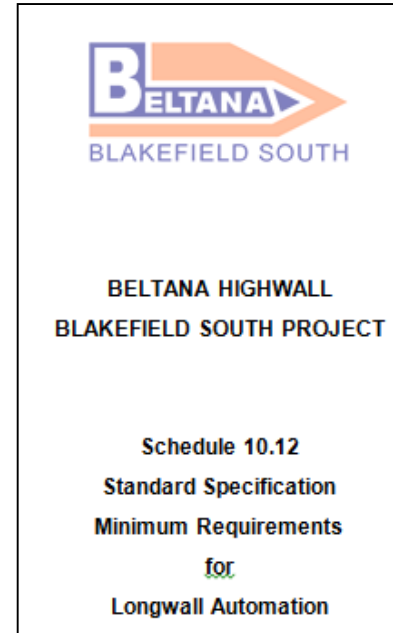 BELTANA
BLAKEFIELD SOUTH
BELTANA HIGHWALL
BLAKEFIELD SOUTH PROJECT
Schedule 10.12
Standard Specification
Minimum Requirements
for
Longwall Automation